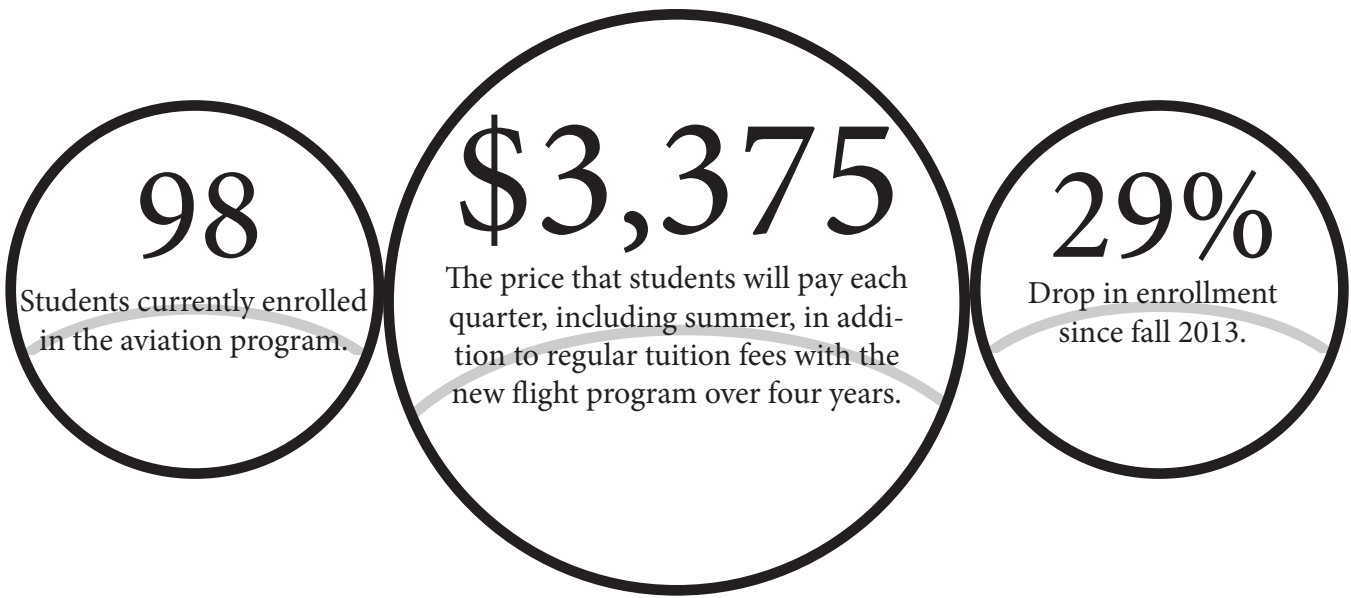 98
Students currently enrolled
in the aviation program.
$3,375
The price that students will pay each
quarter, including summer, in addi-
tion to regular tuition fees with the
new flight program over four years.
29%
Drop in enrollment
since fall 2013.